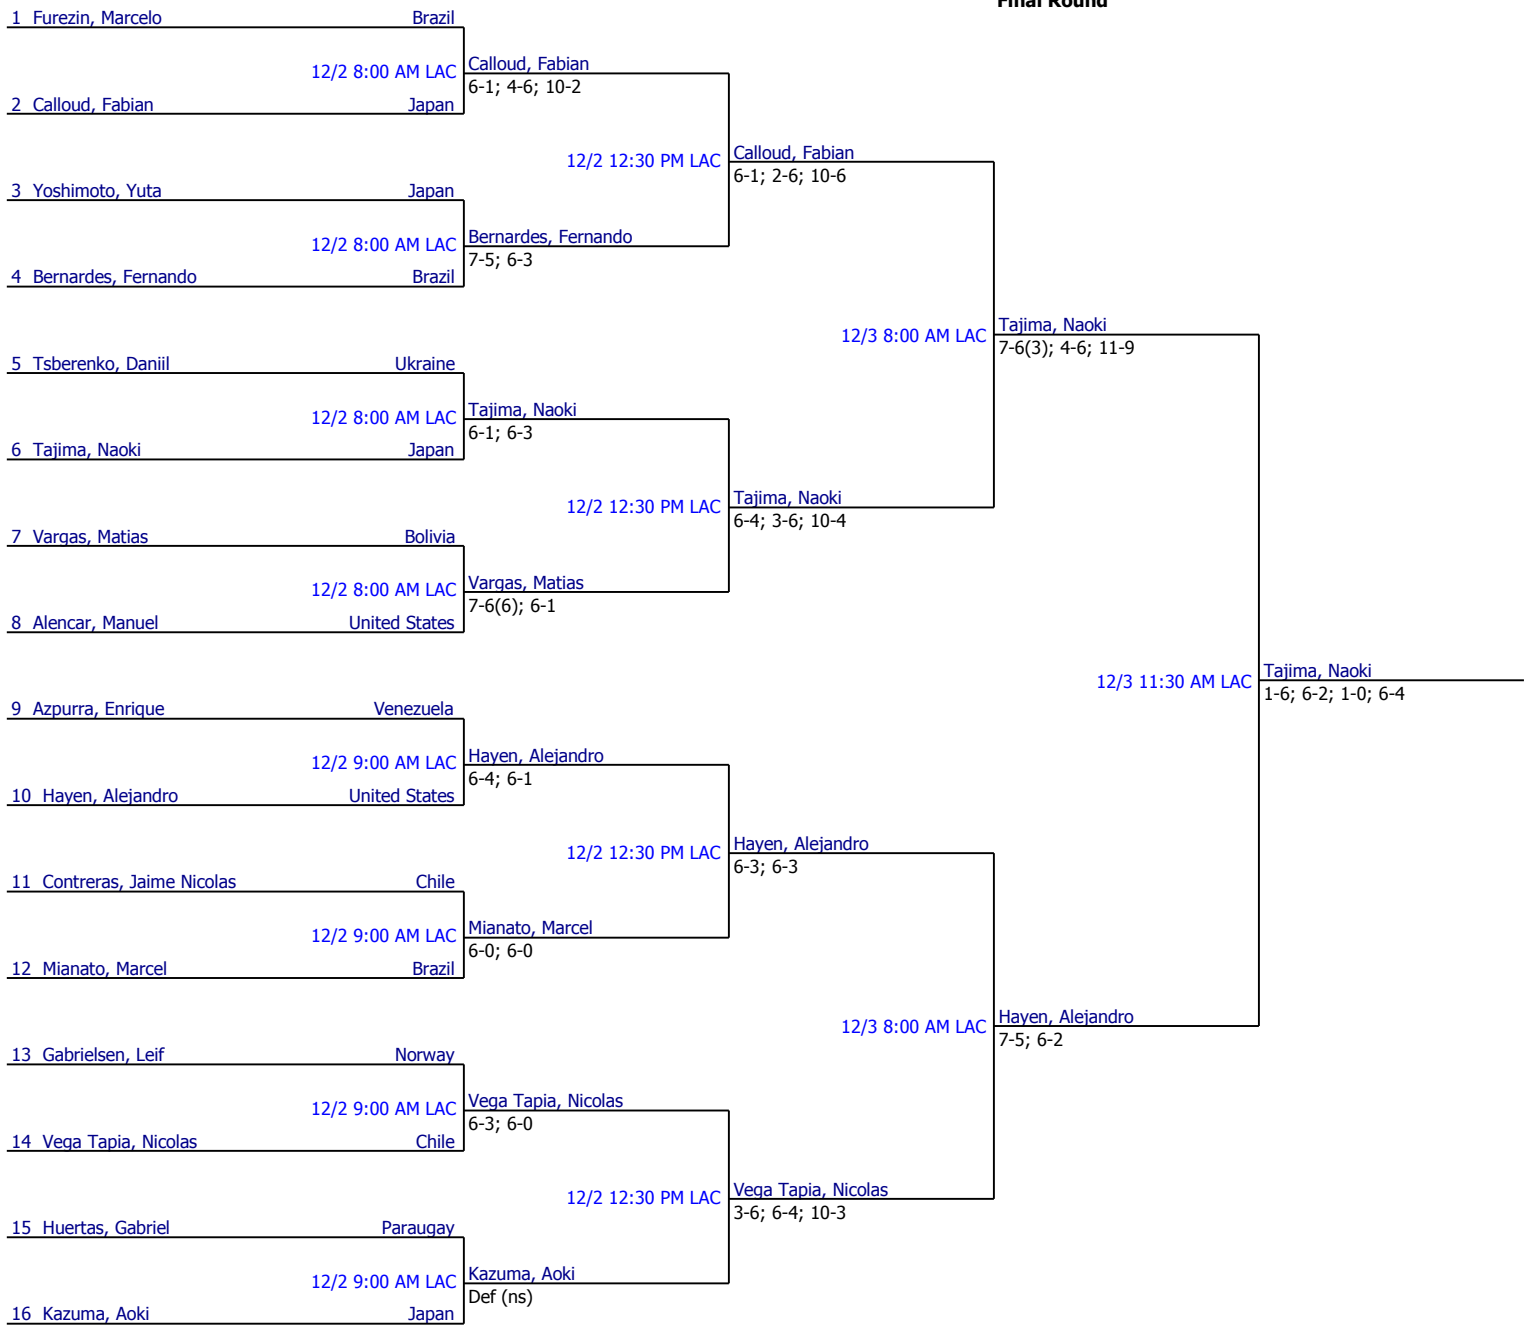 Final Round
1 Furezin, Marcelo Brazil
12/2 8:00 AM LAC
Calloud, Fabian
6-1; 4-6; 10-2
2 Calloud, Fabian Japan
12/2 12:30 PM LAC
Calloud, Fabian
6-1; 2-6; 10-6
3 Yoshimoto, Yuta Japan
12/2 8:00 AM LAC
Bernardes, Fernando
7-5; 6-3
4 Bernardes, Fernando Brazil
12/3 8:00 AM LAC
Tajima, Naoki
7-6(3); 4-6; 11-9
5 Tsberenko, Daniil Ukraine
12/2 8:00 AM LAC
Tajima, Naoki
6-1; 6-3
6 Tajima, Naoki Japan
12/2 12:30 PM LAC
Tajima, Naoki
6-4; 3-6; 10-4
7 Vargas, Matias Bolivia
12/2 8:00 AM LAC
Vargas, Matias
7-6(6); 6-1
8 Alencar, Manuel United States
12/3 11:30 AM LAC
Tajima, Naoki
1-6; 6-2; 1-0; 6-4
9 Azpurra, Enrique Venezuela
12/2 9:00 AM LAC
Hayen, Alejandro
6-4; 6-1
10 Hayen, Alejandro United States
12/2 12:30 PM LAC
Hayen, Alejandro
6-3; 6-3
11 Contreras, Jaime Nicolas Chile
12/2 9:00 AM LAC
Mianato, Marcel
6-0; 6-0
12 Mianato, Marcel Brazil
12/3 8:00 AM LAC
Hayen, Alejandro
7-5; 6-2
13 Gabrielsen, Leif Norway
12/2 9:00 AM LAC
Vega Tapia, Nicolas
6-3; 6-0
14 Vega Tapia, Nicolas Chile
12/2 12:30 PM LAC
Vega Tapia, Nicolas
3-6; 6-4; 10-3
15 Huertas, Gabriel Paraugay
12/2 9:00 AM LAC
Kazuma, Aoki
Def (ns)
16 Kazuma, Aoki Japan